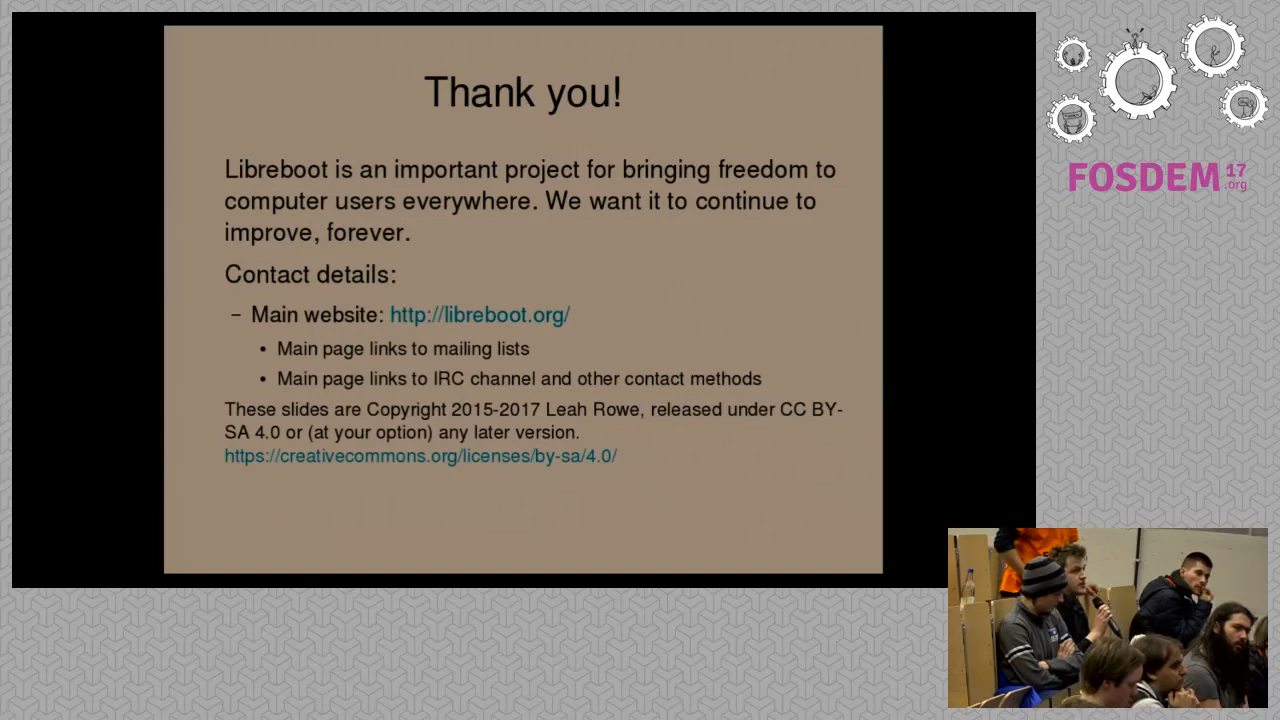 Thank you!
Libreboot is an important project for bringing freedom to
computer users everywhere. We want it to continue to
improve, forever.
Contact details:
– Main website: http://libreboot.org/
• Main page links to mailing lists
• Main page links to IRC channel and other contact methods
These slides are Copyright 2015-2017 Leah Rowe, released under CC BY-
SA 4.0 or (at your option) any later version.
https://creativecommons.org/licenses/by-sa/4.0/
FOSDEM 17
.org